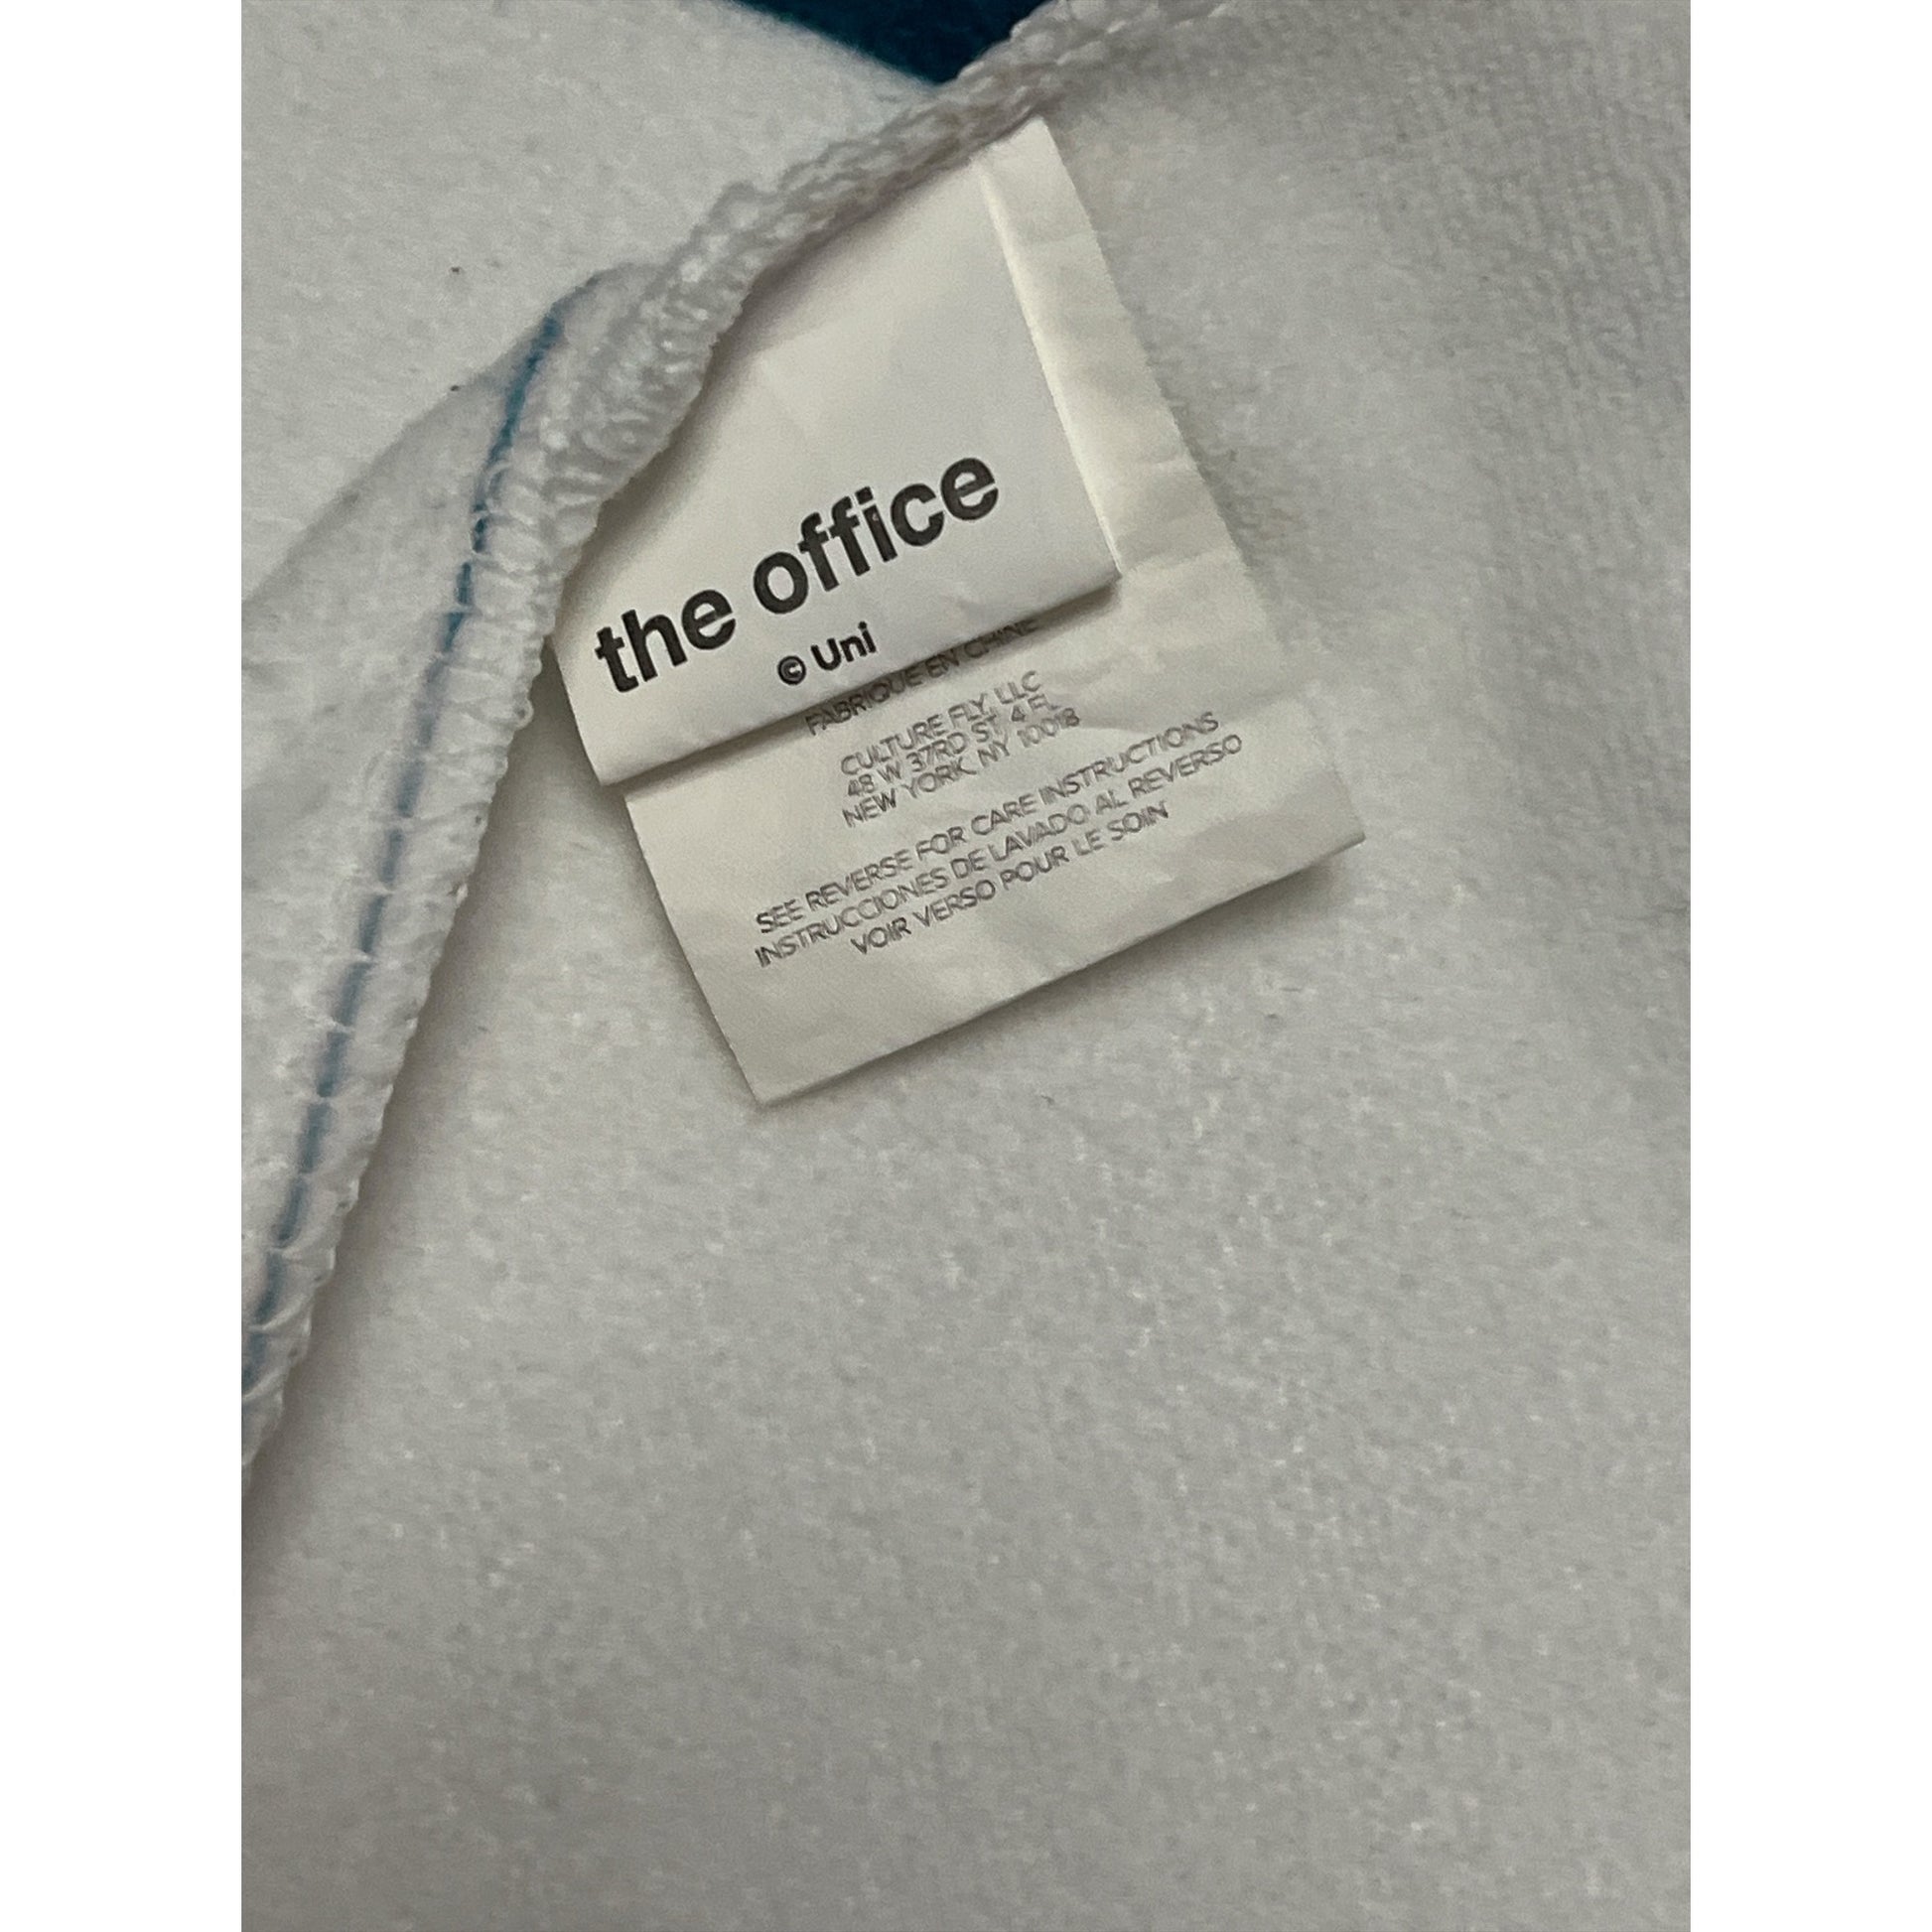 the office
© Uni
FABRIQUE EN CHINE
CULTURE FLY, LLC
48 W 37RD ST, 4 FL
NEW YORK, NY 10018
SEE REVERSE FOR CARE INSTRUCTIONS
INSTRUCCIONES DE LAVADO AL REVERSO
VOIR VERSO POUR LE SOIN